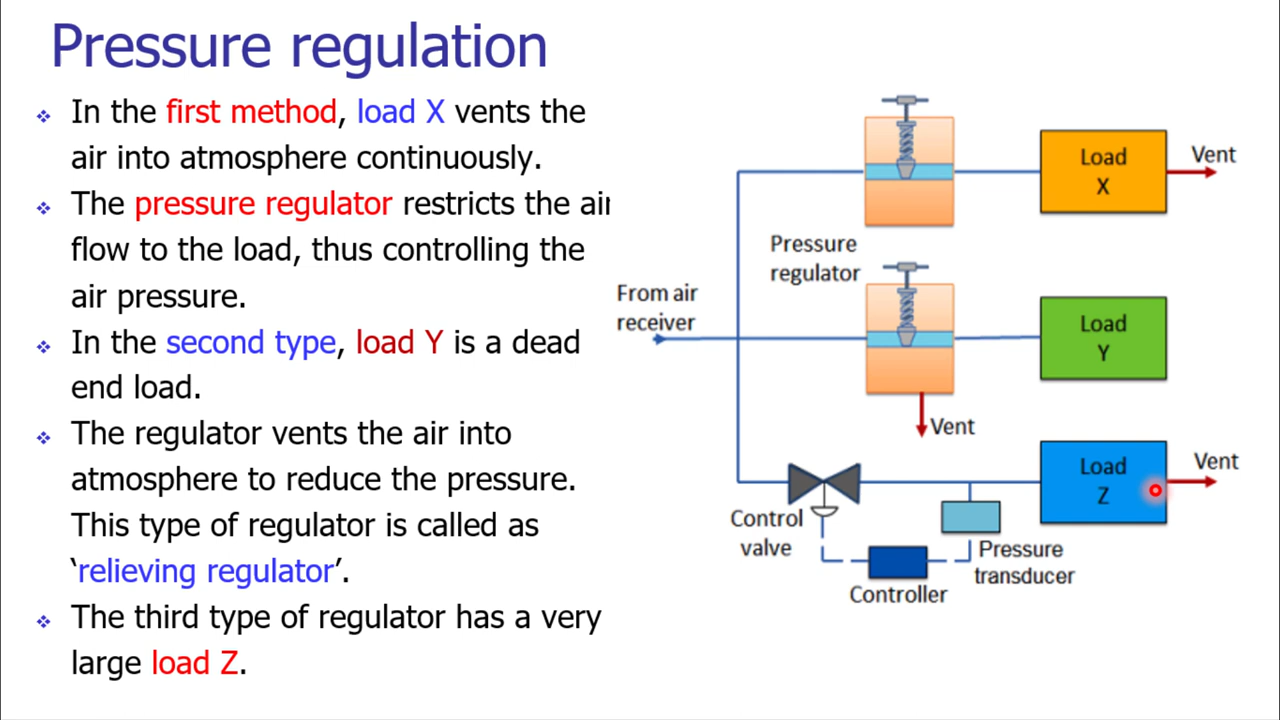 Pressure regulation
❖ In the first method, load X vents the
air into atmosphere continuously.
❖ The pressure regulator restricts the air
flow to the load, thus controlling the
air pressure.
❖ In the second type, load Y is a dead
end load.
❖ The regulator vents the air into
atmosphere to reduce the pressure.
This type of regulator is called as
‘relieving regulator’.
❖ The third type of regulator has a very
large load Z.
Load
X
Vent
Pressure
regulator
From air
receiver
Load
Y
Vent
Load
Z
Vent
Control
valve
Pressure
transducer
Controller